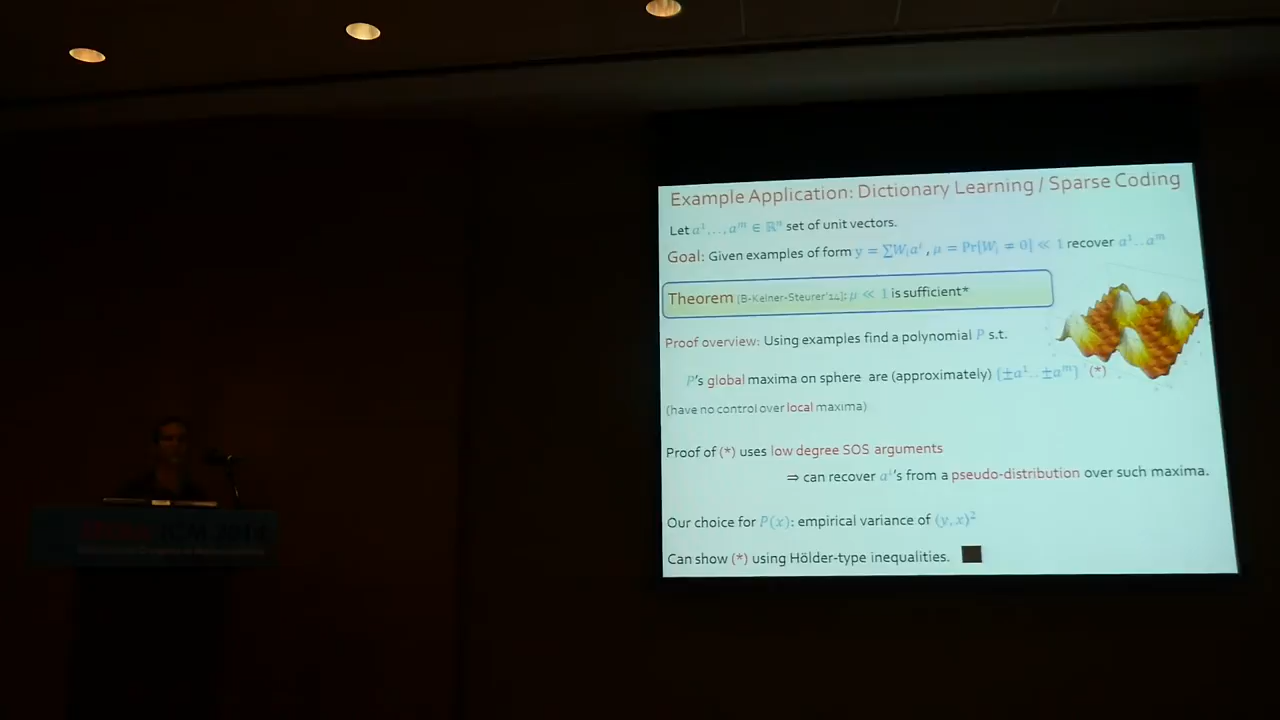 Example Application: Dictionary Learning / Sparse Coding
Let a¹,…,aᵐ ∈ ℝⁿ set of unit vectors.
Goal: Given examples of form y = ∑Wᵢaⁱ, μ = Pr[Wᵢ ≠ 0] ≪ 1 recover a¹..aᵐ
Theorem [B-Kelner-Steurer'14]: μ ≪ 1 is sufficient*
Proof overview: Using examples find a polynomial P s.t.
P's global maxima on sphere are (approximately) {±a¹..±aᵐ} (*)
(have no control over local maxima)
Proof of (*) uses low degree SOS arguments
⇒ can recover aⁱ's from a pseudo-distribution over such maxima.
Our choice for P(x): empirical variance of ⟨y,x⟩²
Can show (*) using Hölder-type inequalities.
ICM 2014